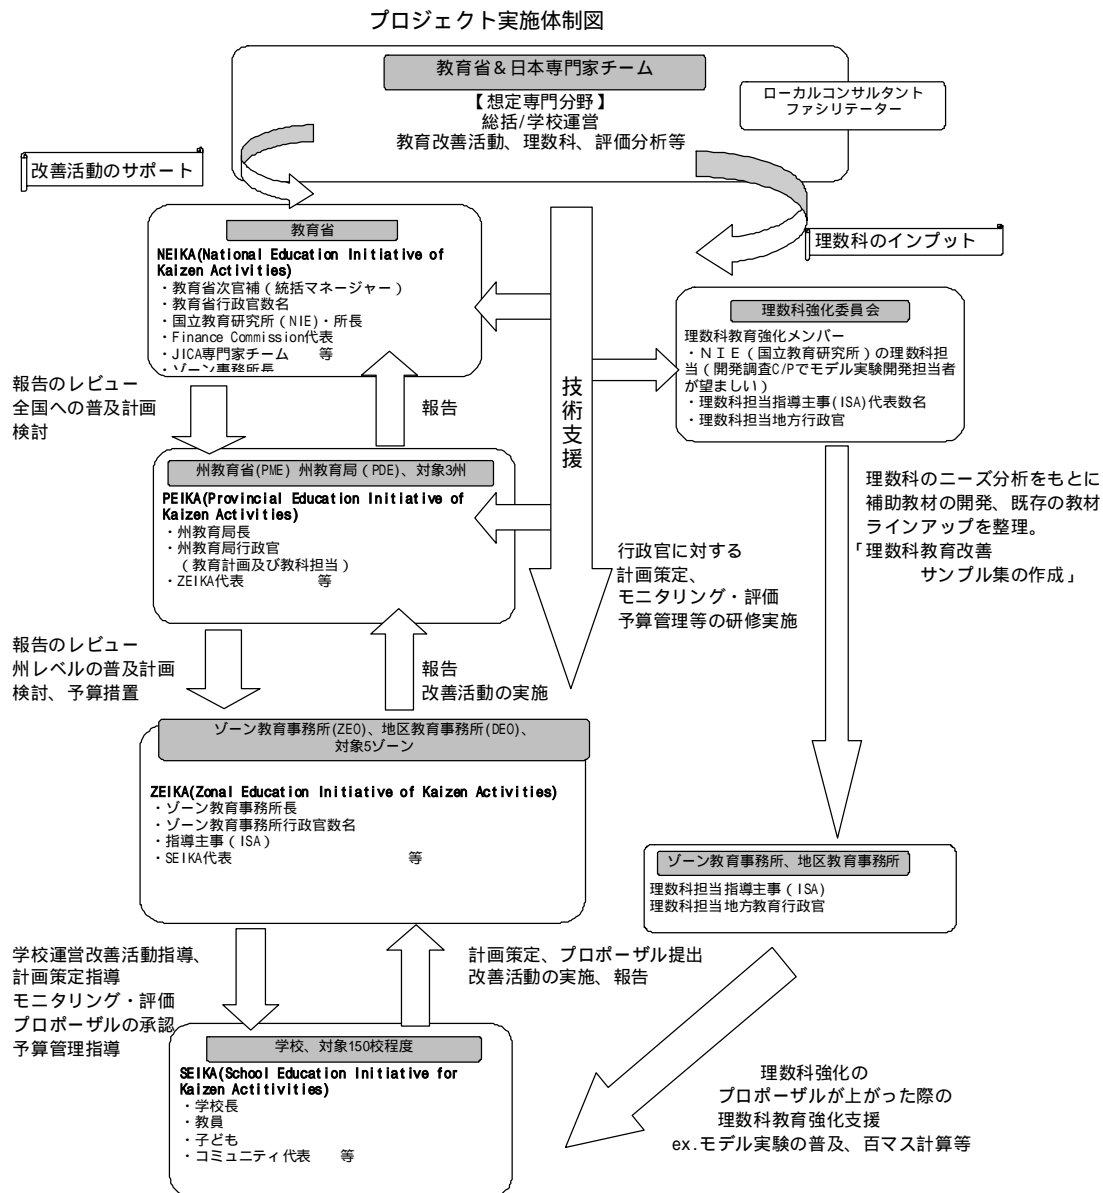 プロジェクト実施体制図
教育省＆日本専門家チーム
【想定専門分野】
総括/学校運営
教育改善活動、理数科、評価分析等
ローカルコンサルタント
ファシリテーター
改善活動のサポート
理数科のインプット
教育省
NEIKA(National Education Initiative of
Kaizen Activities)
・教育省次官補（統括マネージャー）
・教育省行政官数名
・国立教育研究所（NIE）・所長
・Finance Commission代表
・JICA専門家チーム　等
・ゾーン事務所長
理数科強化委員会
理数科教育強化メンバー
・ＮＩＥ（国立教育研究所）の理数科担
当（開発調査C/Pでモデル実験開発担当者
が望ましい）
・理数科担当指導主事(ISA)代表数名
・理数科担当地方行政官
報告のレビュー
全国への普及計画
検討
報告
技術支援
州教育省(PME) 州教育局（PDE）、対象3州
PEIKA(Provincial Education Initiative of
Kaizen Activities)
・州教育局長
・州教育局行政官
（教育計画及び教科担当）
・ZEIKA代表　等
理数科のニーズ分析をもとに
補助教材の開発、既存の教材
ラインアップを整理。
「理数科教育改善
サンプル集の作成」
行政官に対する
計画策定、
モニタリング・評価
予算管理等の研修実施
報告のレビュー
州レベルの普及計画
検討、予算措置
報告
改善活動の実施
ゾーン教育事務所(ZEO)、地区教育事務所(DEO)、
対象5ゾーン
ZEIKA(Zonal Education Initiative of Kaizen Activities)
・ゾーン教育事務所長
・ゾーン教育事務所行政官数名
・指導主事（ISA）
・SEIKA代表　等
ゾーン教育事務所、地区教育事務所
理数科担当指導主事（ISA)
理数科担当地方教育行政官
学校運営改善活動指導、
計画策定指導
モニタリング・評価
プロポーザルの承認
予算管理指導
計画策定、プロポーザル提出
改善活動の実施、報告
学校、対象150校程度
SEIKA(School Education Initiative for
Kaizen Actitivities)
・学校長
・教員
・子ども
・コミュニティ代表　等
理数科強化の
プロポーザルが上がった際の
理数科教育強化支援
ex.モデル実験の普及、百マス計算等